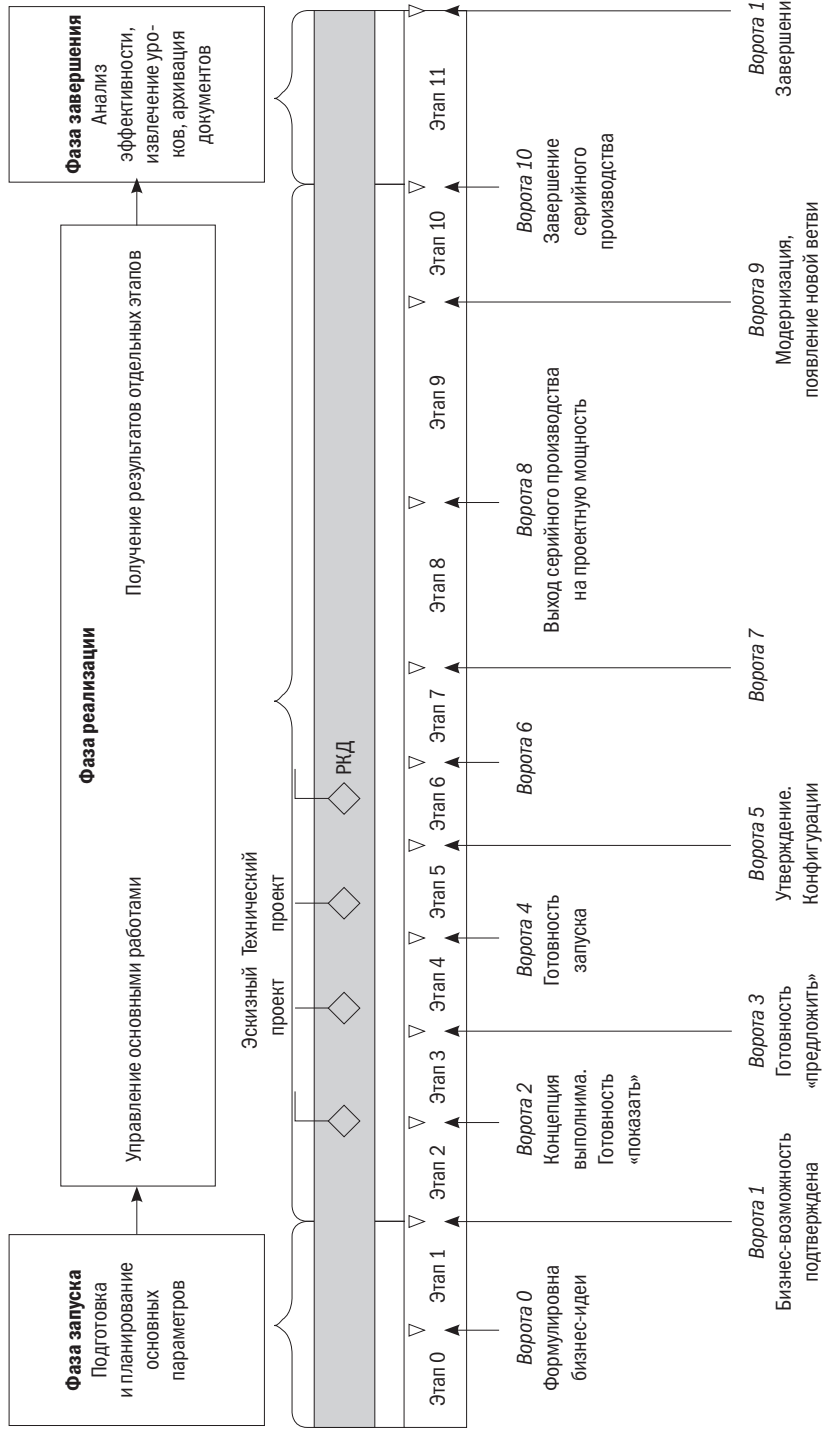 Фаза запуска
Подготовка
и планирование
основных
параметров
Фаза реализации
Управление основными работами
Получение результатов отдельных этапов
Фаза завершения
Анализ
эффективности,
извлечение уро-
ков, архивация
документов
Эскизный
проект
Технический
проект
РКД
Этап 0
Этап 1
Этап 2
Этап 3
Этап 4
Этап 5
Этап 6
Этап 7
Этап 8
Этап 9
Этап 10
Этап 11
Ворота 0
Формулировна
бизнес-идеи
Ворота 1
Бизнес-возможность
подтверждена
Ворота 2
Концепция
выполнима.
Готовность
«показать»
Ворота 3
Готовность
«предложить»
Ворота 4
Готовность
запуска
Ворота 5
Утверждение.
Конфигурации
Ворота 6
Ворота 7
Ворота 8
Выход серийного производства
на проектную мощность
Ворота 9
Модернизация,
появление новой ветви
Ворота 10
Завершение
серийного
производства
Ворота 1
Завершени